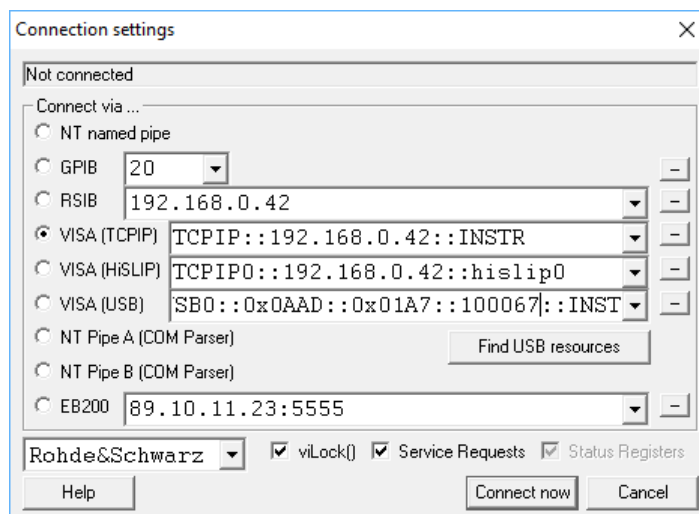 Connection settings
Not connected
Connect via ...
NT named pipe
GPIB 20
RSIB 192.168.0.42
VISA (TCPIP) TCPIP::192.168.0.42::INSTR
VISA (HiSLIP) TCPIP0::192.168.0.42::hislip0
VISA (USB) SB0::0x0AAD::0x01A7::100067::INST
NT Pipe A (COM Parser)
Find USB resources
NT Pipe B (COM Parser)
EB200 89.10.11.23:5555
Rohde&Schwarz viLock() Service Requests Status Registers
Help Connect now Cancel